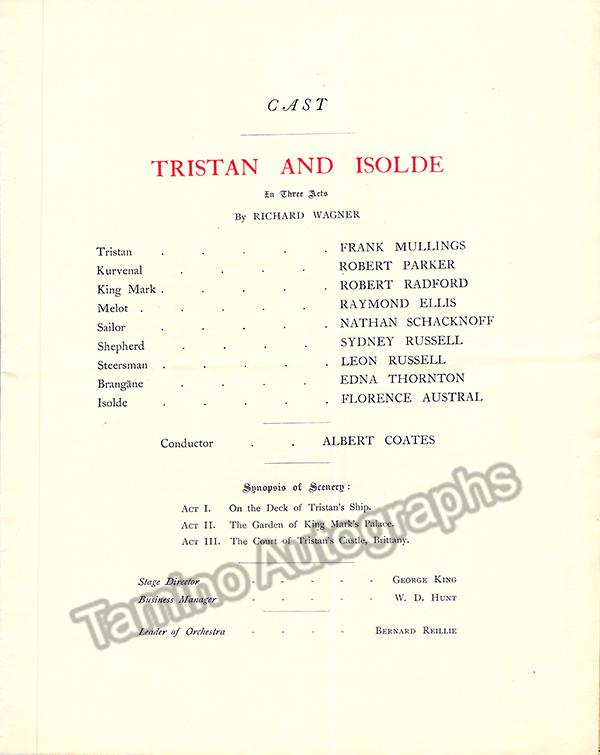 CAST
TRISTAN AND ISOLDE
In Three Acts
By RICHARD WAGNER
Tristan . . . . . FRANK MULLINGS
Kurvenal . . . . ROBERT PARKER
King Mark . . . . . ROBERT RADFORD
Melot . . . . . RAYMOND ELLIS
Sailor . . . . . NATHAN SCHACKNOFF
Shepherd . . . . SYDNEY RUSSELL
Steersman . . . . . LEON RUSSELL
Brangäne . . . . EDNA THORNTON
Isolde . . . . . FLORENCE AUSTRAL
Conductor . . ALBERT COATES
Synopsis of Scenery :
ACT I. On the Deck of Tristan's Ship.
ACT II. The Garden of King Mark's Palace.
ACT III. The Court of Tristan's Castle, Brittany.
Stage Director - - - - - GEORGE KING
Business Manager - - - - - W. D. HUNT
Leader of Orchestra - - - - BERNARD REILLIE
Tamino Autographs